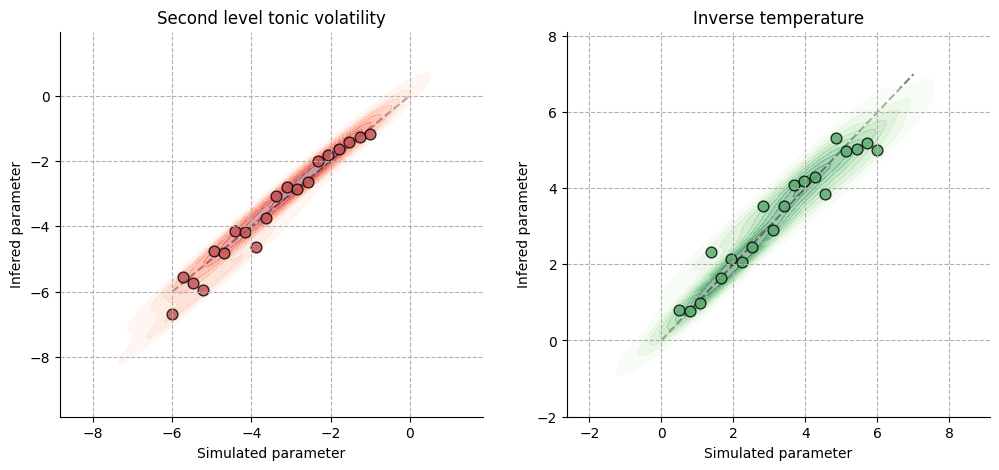 Second level tonic volatility
Infered parameter
0
−2
−4
−6
−8
−8 −6 −4 −2 0
Simulated parameter
Inverse temperature
Infered parameter
8
6
4
2
0
−2
−2 0 2 4 6 8
Simulated parameter